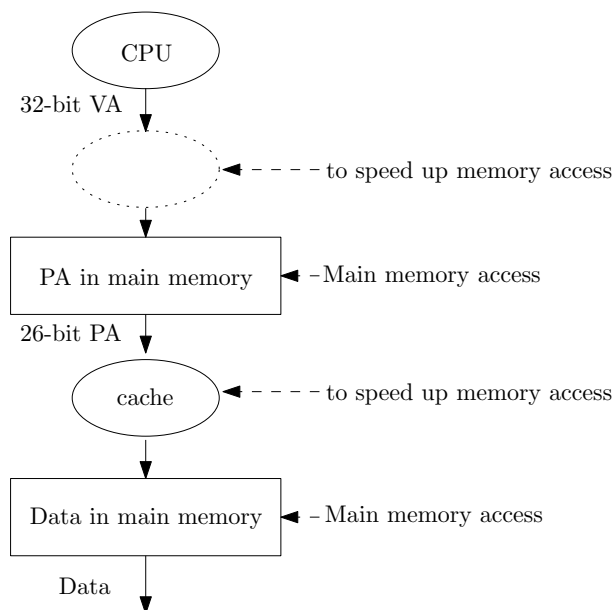 CPU
32-bit VA
to speed up memory access
PA in main memory
Main memory access
26-bit PA
cache
to speed up memory access
Data in main memory
Main memory access
Data